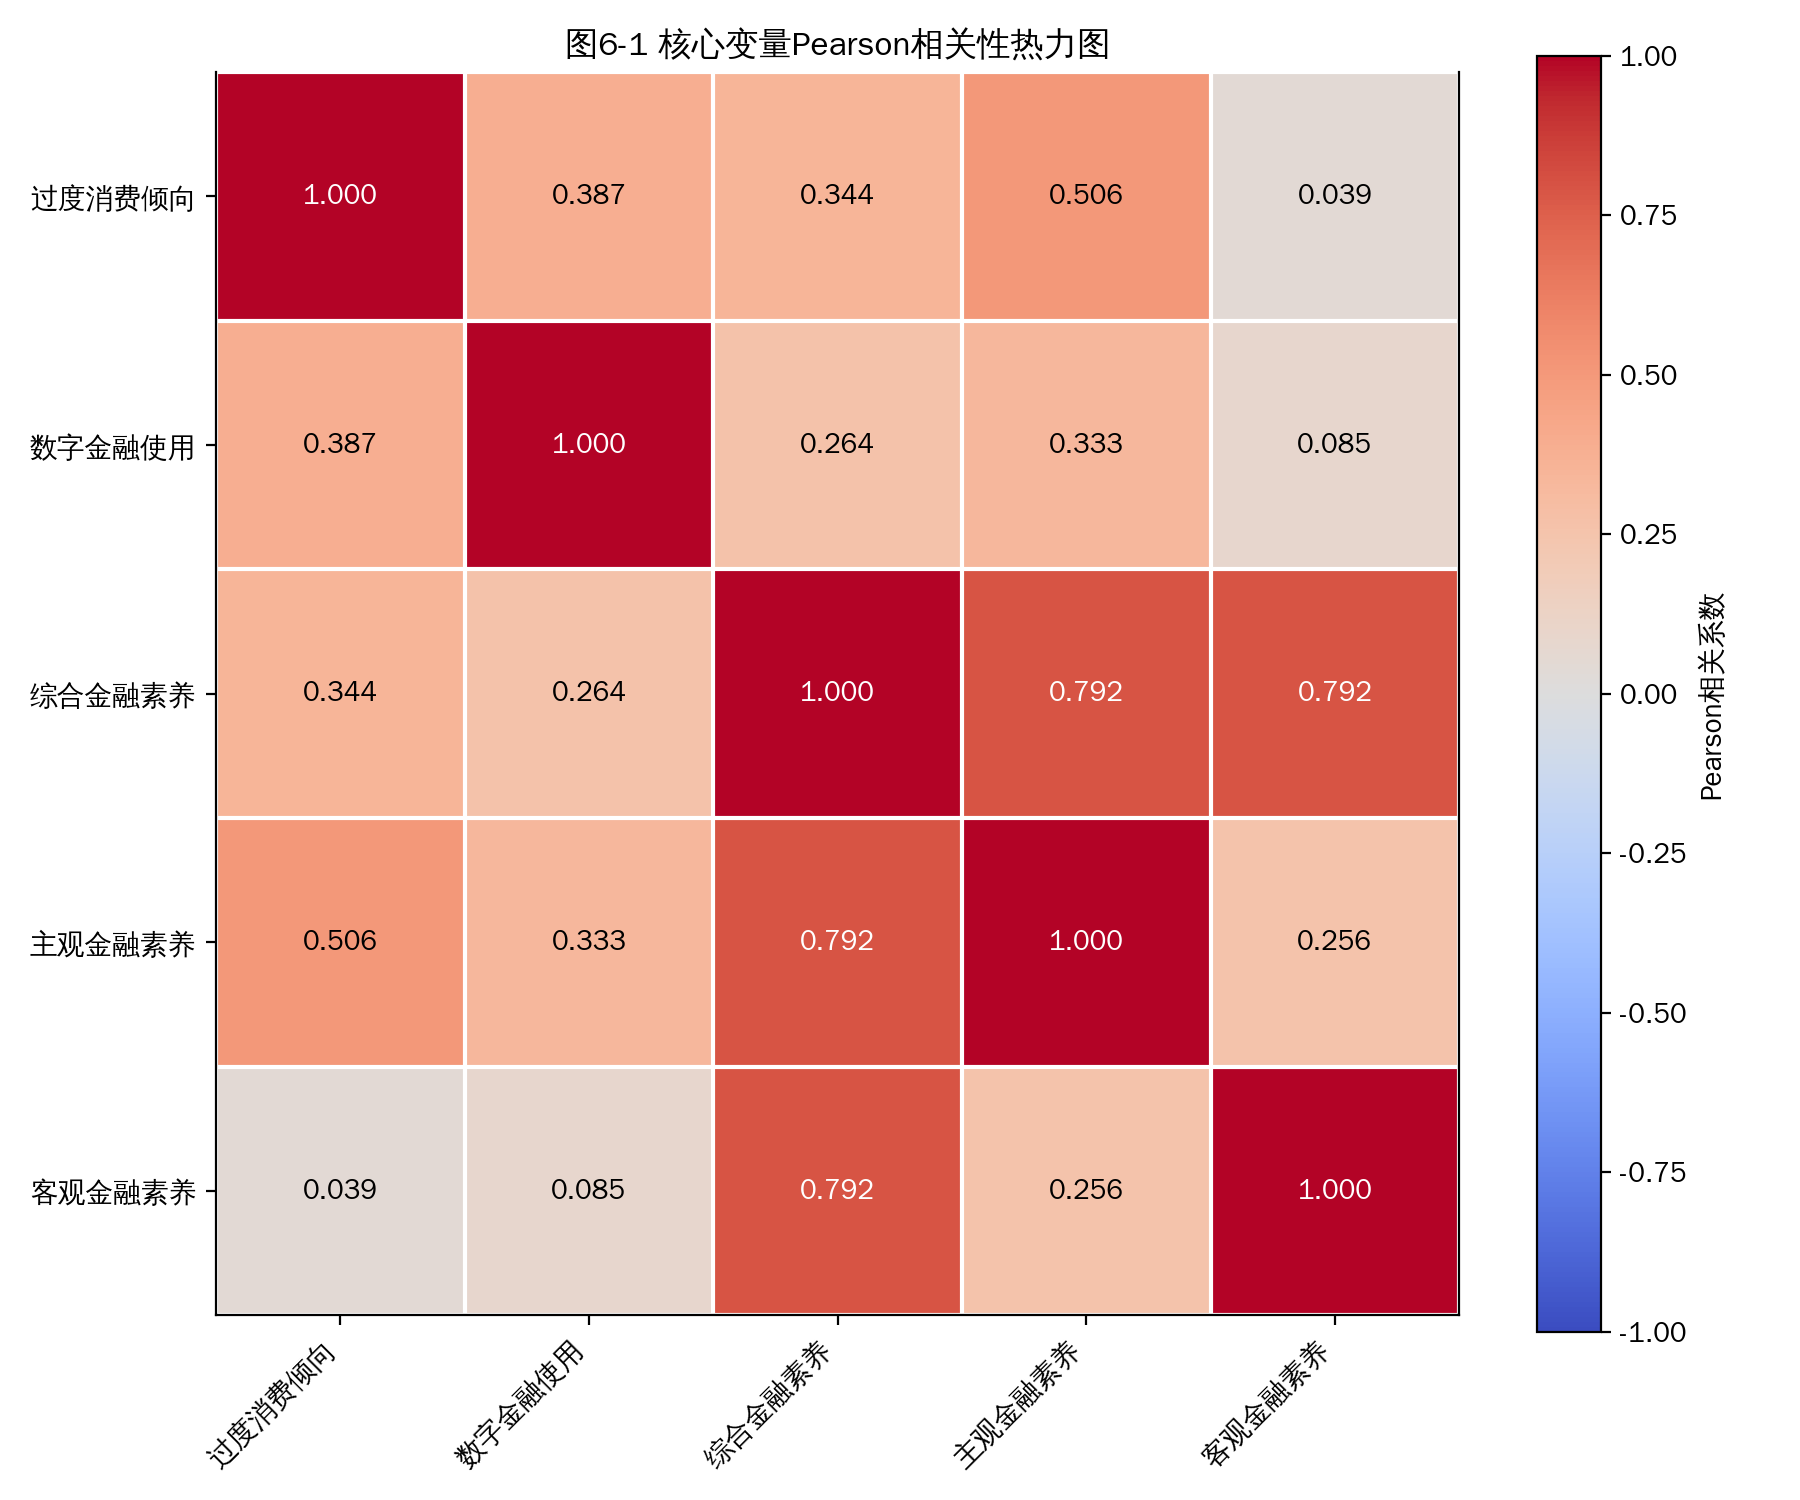 图6-1 核心变量Pearson相关性热力图
过度消费倾向 1.000 0.387 0.344 0.506 0.039
数字金融使用 0.387 1.000 0.264 0.333 0.085
综合金融素养 0.344 0.264 1.000 0.792 0.792
主观金融素养 0.506 0.333 0.792 1.000 0.256
客观金融素养 0.039 0.085 0.792 0.256 1.000
过度消费倾向 数字金融使用 综合金融素养 主观金融素养 客观金融素养
1.00
0.75
0.50
0.25
0.00
-0.25
-0.50
-0.75
-1.00
Pearson相关系数